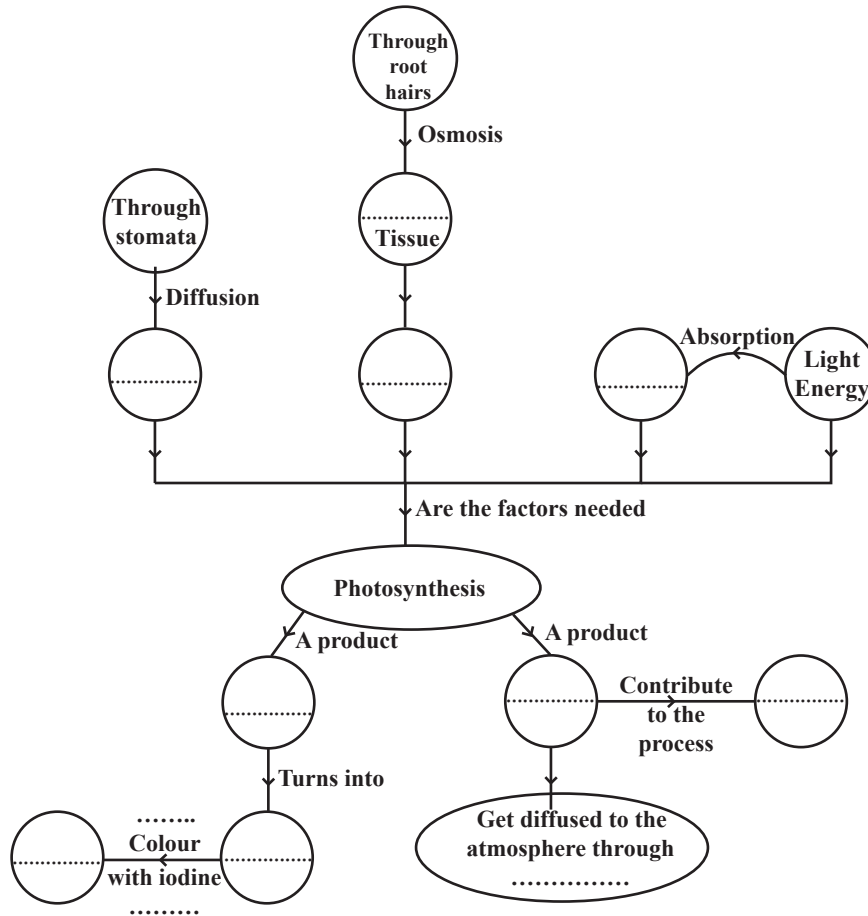 Through
root
hairs
Osmosis
....................
Tissue
Through
stomata
Diffusion
....................
....................
....................
Absorption
Light
Energy
Are the factors needed
Photosynthesis
A product
A product
....................
....................
Contribute
to the
process
....................
Turns into
........
Colour
with iodine
.........
....................
....................
Get diffused to the
atmosphere through
...............